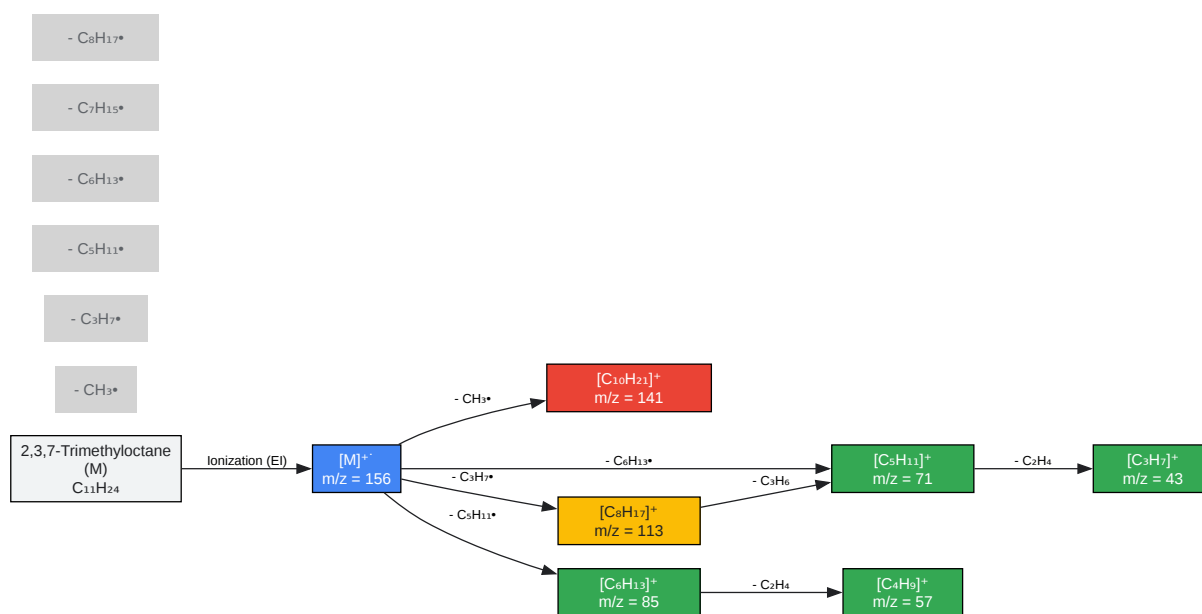 - C₈H₁₇•
- C₇H₁₅•
- C₆H₁₃•
- C₅H₁₁•
- C₃H₇•
- CH₃•
2,3,7-Trimethyloctane
(M)
C₁₁H₂₄
Ionization (EI)
[M]⁺˙
m/z = 156
- CH₃•
[C₁₀H₂₁]⁺
m/z = 141
- C₆H₁₃•
- C₃H₇•
- C₅H₁₁•
[C₈H₁₇]⁺
m/z = 113
- C₃H₆
[C₅H₁₁]⁺
m/z = 71
- C₂H₄
[C₃H₇]⁺
m/z = 43
[C₆H₁₃]⁺
m/z = 85
- C₂H₄
[C₄H₉]⁺
m/z = 57